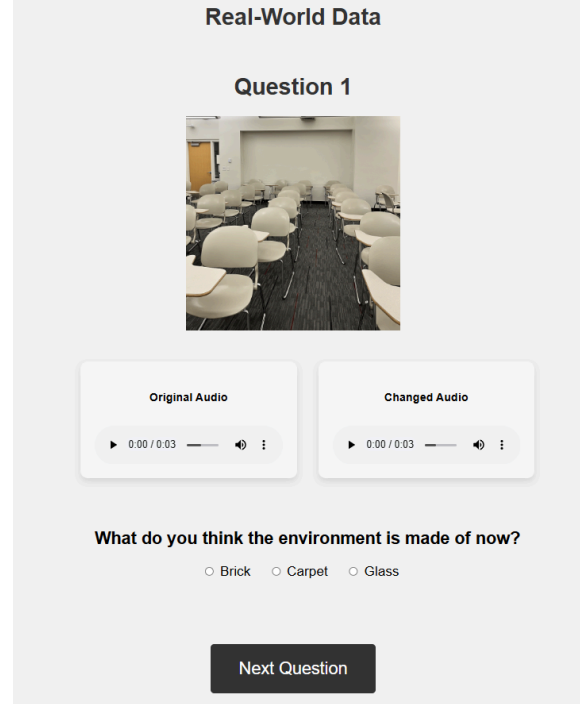 Real-World Data
Question 1
Original Audio
Changed Audio
0:00 / 0:03
0:00 / 0:03
What do you think the environment is made of now?
Brick Carpet Glass
Next Question